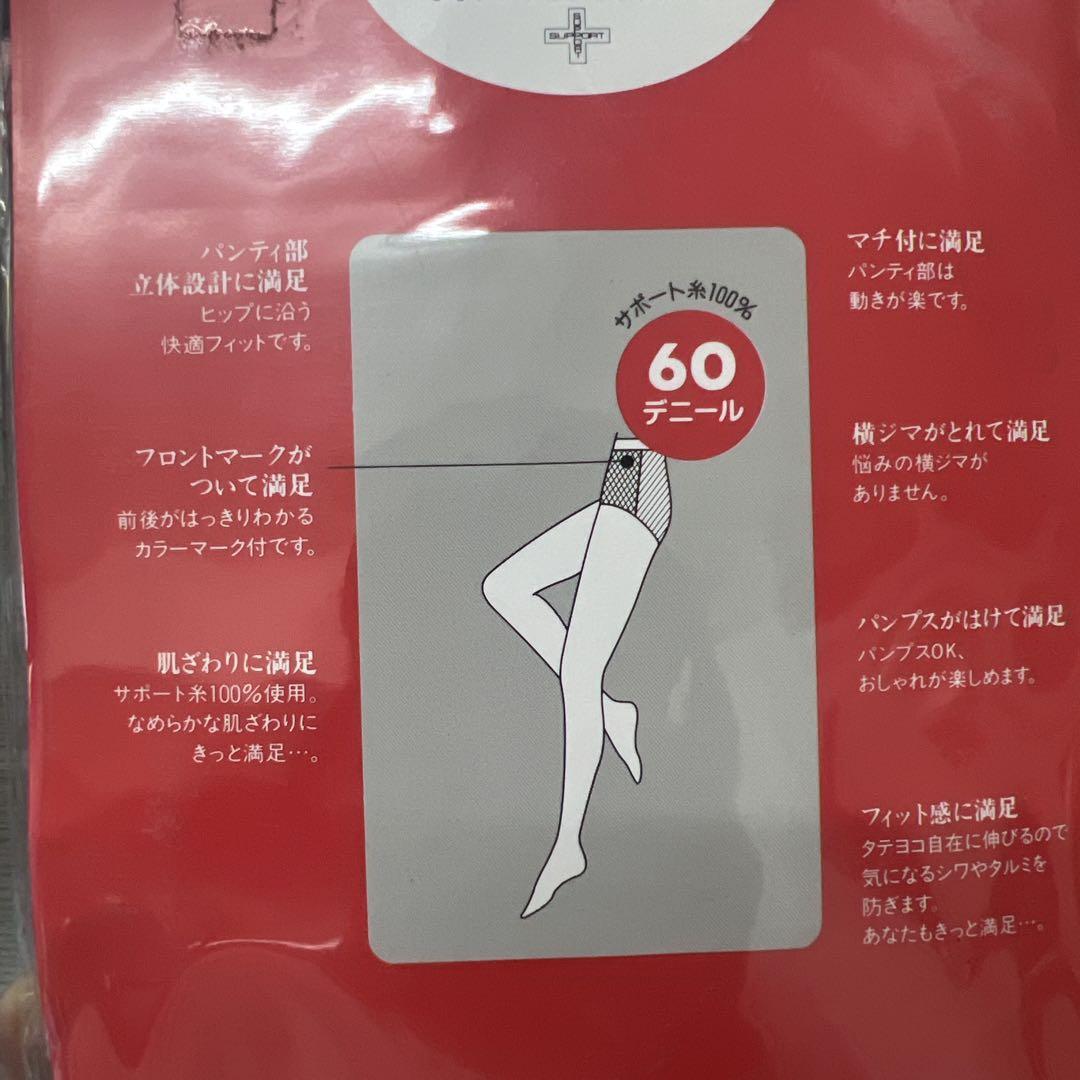 SUPPORT
SUPPORT
パンティ部
立体設計に満足
ヒップに沿う
快適フィットです。
フロントマークが
ついて満足
前後がはっきりわかる
カラーマーク付です。
肌ざわりに満足
サポート糸100%使用。
なめらかな肌ざわりに
きっと満足…。
サポート糸100%
60
デニール
マチ付に満足
パンティ部は
動きが楽です。
横ジマがとれて満足
悩みの横ジマが
ありません。
パンプスがはけて満足
パンプスOK、
おしゃれが楽しめます。
フィット感に満足
タテヨコ自在に伸びるので
気になるシワやタルミを
防ぎます。
あなたもきっと満足…。